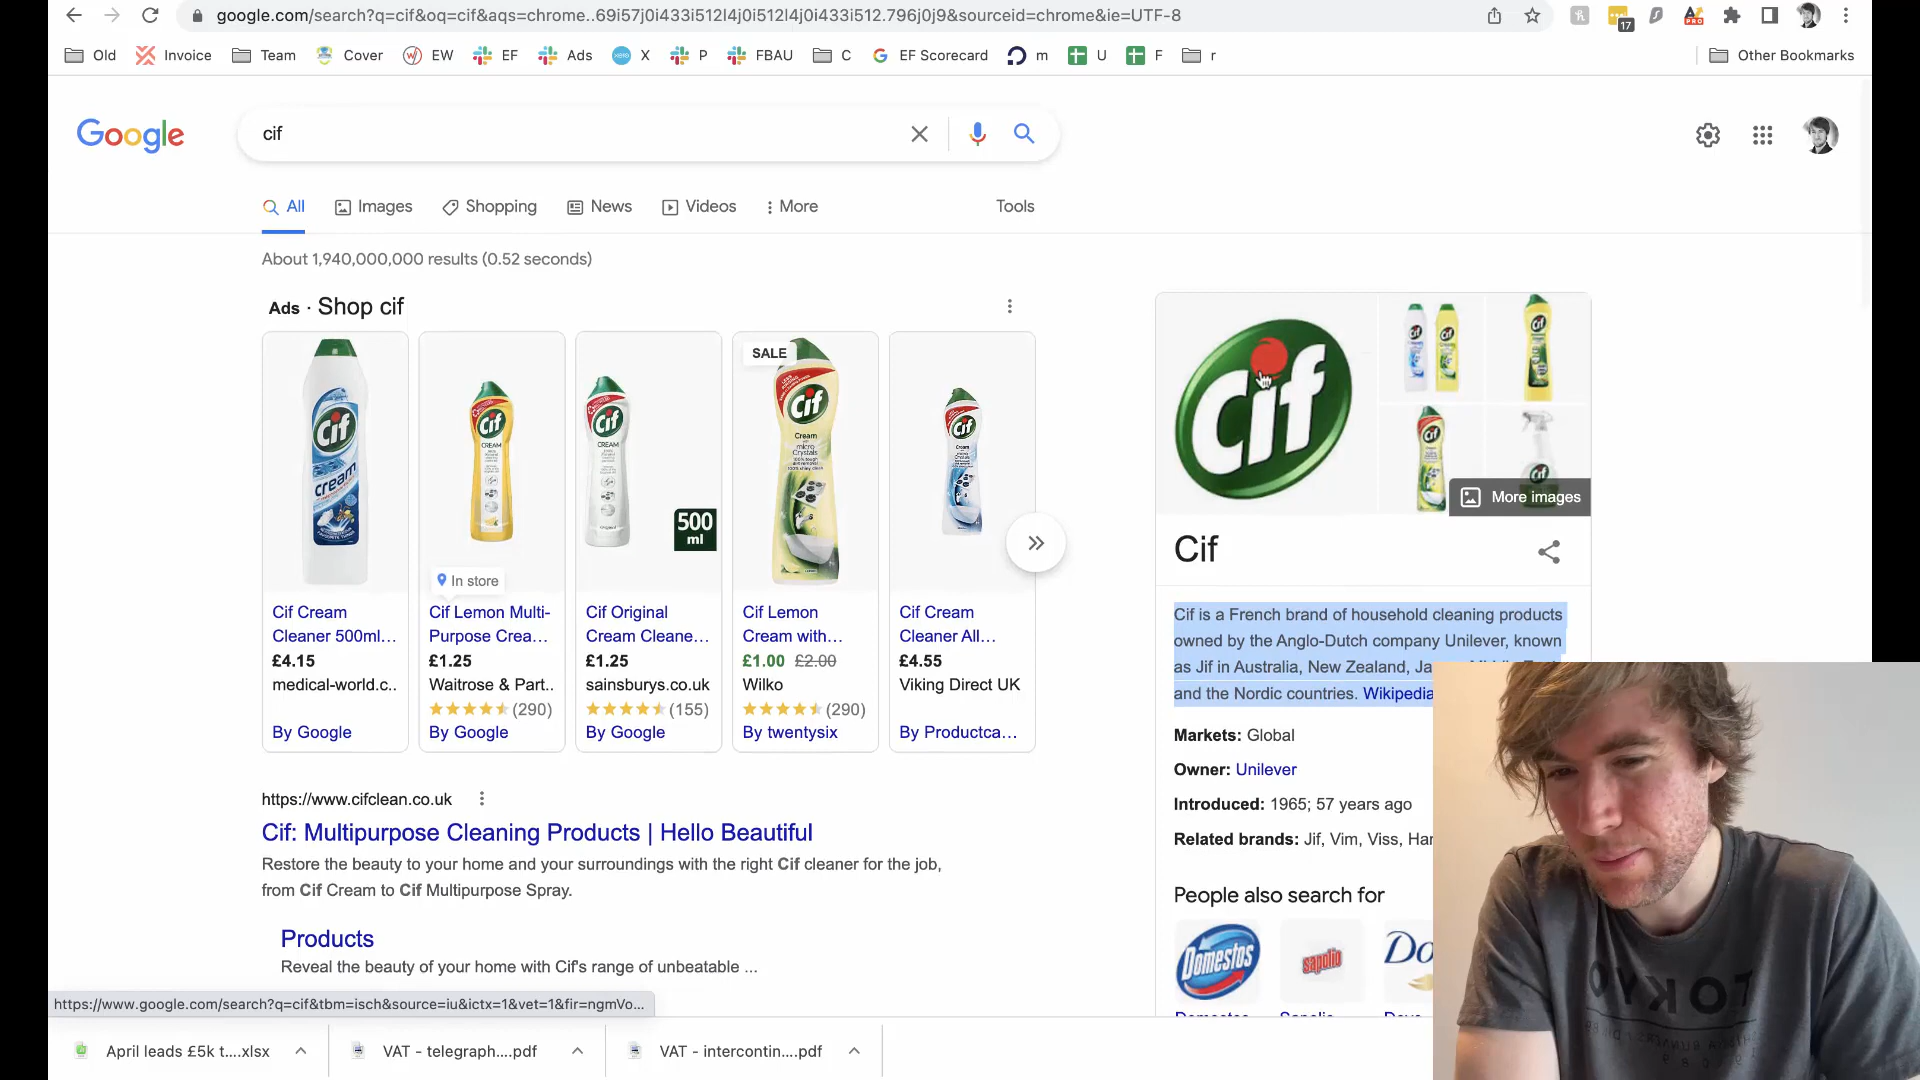 google.com/search?q=cif&oq=cif&aqs=chrome..69i57j0i433i512l4j0i512l4j0i433i512.796j0j9&sourceid=chrome&ie=UTF-8
17
PRO
Old Invoice Team Cover EW EF Ads X P FBAU C EF Scorecard m U F r Other Bookmarks
Google
cif
All Images Shopping News Videos More Tools
About 1,940,000,000 results (0.52 seconds)
Ads · Shop cif
SALE
500
ml
In store
Cif Cream
Cleaner 500ml...
£4.15
medical-world.c..
By Google
Cif Lemon Multi-
Purpose Crea...
£1.25
Waitrose & Part..
(290)
By Google
Cif Original
Cream Cleane...
£1.25
sainsburys.co.uk
(155)
By Google
Cif Lemon
Cream with...
£1.00 £2.00
Wilko
(290)
By twentysix
Cif Cream
Cleaner All...
£4.55
Viking Direct UK
By Productca...
https://www.cifclean.co.uk
Cif: Multipurpose Cleaning Products | Hello Beautiful
Restore the beauty to your home and your surroundings with the right Cif cleaner for the job,
from Cif Cream to Cif Multipurpose Spray.
Products
Reveal the beauty of your home with Cif's range of unbeatable ...
Cif
More images
Cif
Cif is a French brand of household cleaning products
owned by the Anglo-Dutch company Unilever, known
as Jif in Australia, New Zealand,
and the Nordic countries. Wikipedia
Markets: Global
Owner: Unilever
Introduced: 1965; 57 years ago
Related brands: Jif, Vim, Viss,
People also search for
Domestos
sapolio
Domestos Sapolio
TOKYO
https://www.google.com/search?q=cif&tbm=isch&source=iu&ictx=1&vet=1&fir=ngmVo...
April leads £5k t....xlsx
VAT - telegraph....pdf
VAT - intercontin....pdf